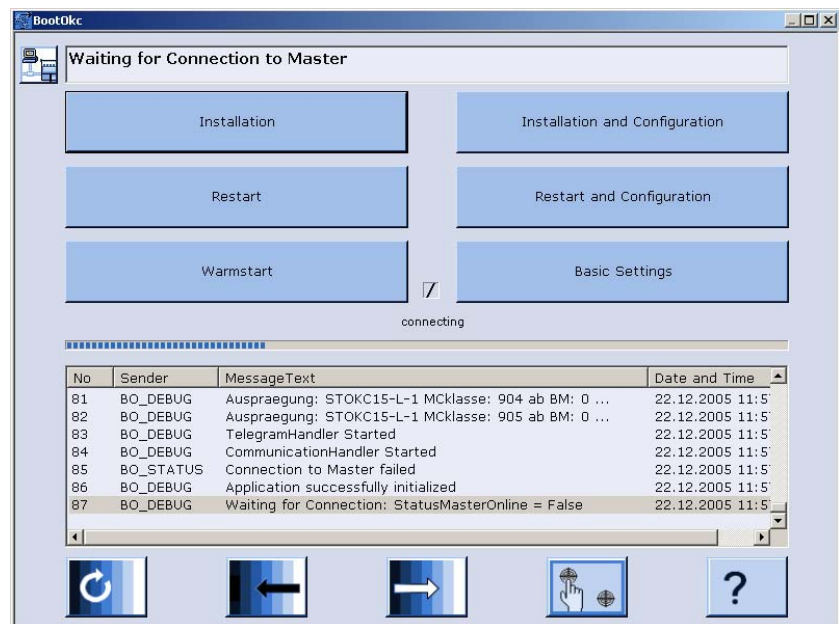 BootOkc
Waiting for Connection to Master
Installation
Installation and Configuration
Restart
Restart and Configuration
Warmstart
Basic Settings
connecting
No Sender MessageText Date and Time
81 BO_DEBUG Auspraegung: STOKC15-L-1 MCklasse: 904 ab BM: 0 ... 22.12.2005 11:5
82 BO_DEBUG Auspraegung: STOKC15-L-1 MCklasse: 905 ab BM: 0 ... 22.12.2005 11:5
83 BO_DEBUG TelegramHandler Started 22.12.2005 11:5
84 BO_DEBUG CommunicationHandler Started 22.12.2005 11:5
85 BO_STATUS Connection to Master failed 22.12.2005 11:5
86 BO_DEBUG Application successfully initialized 22.12.2005 11:5
87 BO_DEBUG Waiting for Connection: StatusMasterOnline = False 22.12.2005 11:5
?